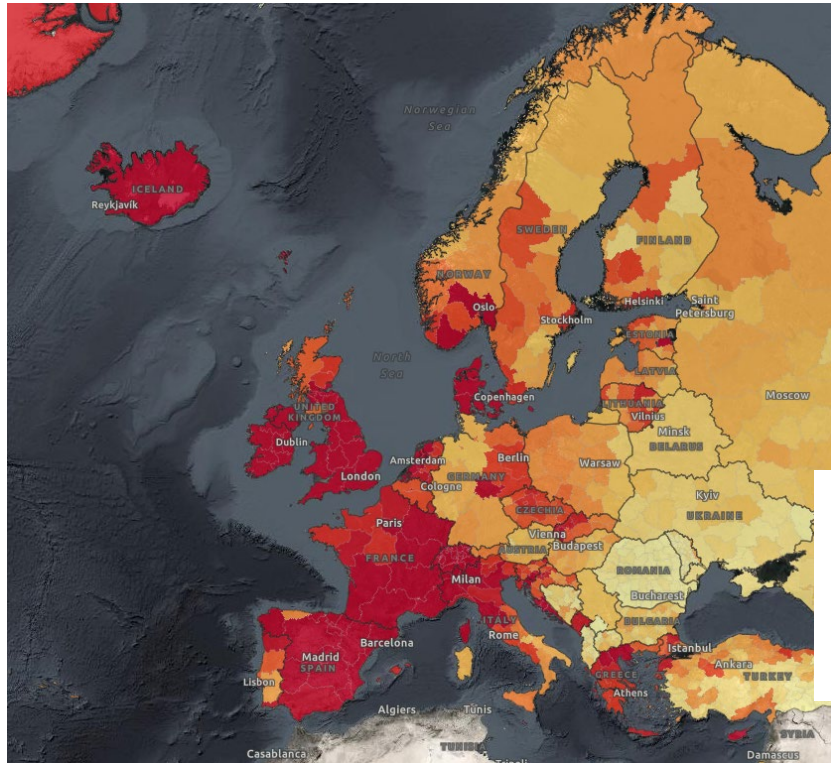 Norwegian
Sea
ICELAND
Reykjavík
SWEDEN
FINLAND
NORWAY
Oslo
Helsinki
Saint
Petersburg
Stockholm
ESTONIA
North
Sea
LATVIA
Moscow
Copenhagen
LITHUANIA
Vilnius
UNITED
KINGDOM
Dublin
Minsk
BELARUS
Amsterdam
Berlin
London
GERMANY
Warsaw
Cologne
Kyiv
UKRAINE
CZECHIA
Paris
Vienna
AUSTRIA
Budapest
FRANCE
ROMANIA
Milan
Bucharest
ITALY
BULGARIA
Rome
Barcelona
Istanbul
Madrid
SPAIN
Ankara
TURKEY
Lisbon
GREECE
Athens
Algiers
Tunis
SYRIA
Casablanca
Damascus